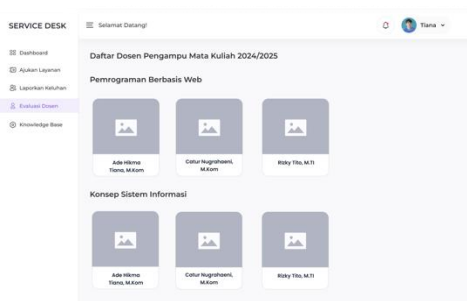 SERVICE DESK
Selamat Datang!
Tiana
Dashboard
Ajukan Layanan
Laporkan Keluhan
Evaluasi Dosen
Knowledge Base
Daftar Dosen Pengampu Mata Kuliah 2024/2025
Pemrograman Berbasis Web
Ade Hikma
Tiana, M.Kom
Catur Nugrahaeni,
M.Kom
Rizky Tito, M.TI
Konsep Sistem Informasi
Ade Hikma
Tiana, M.Kom
Catur Nugrahaeni,
M.Kom
Rizky Tito, M.TI